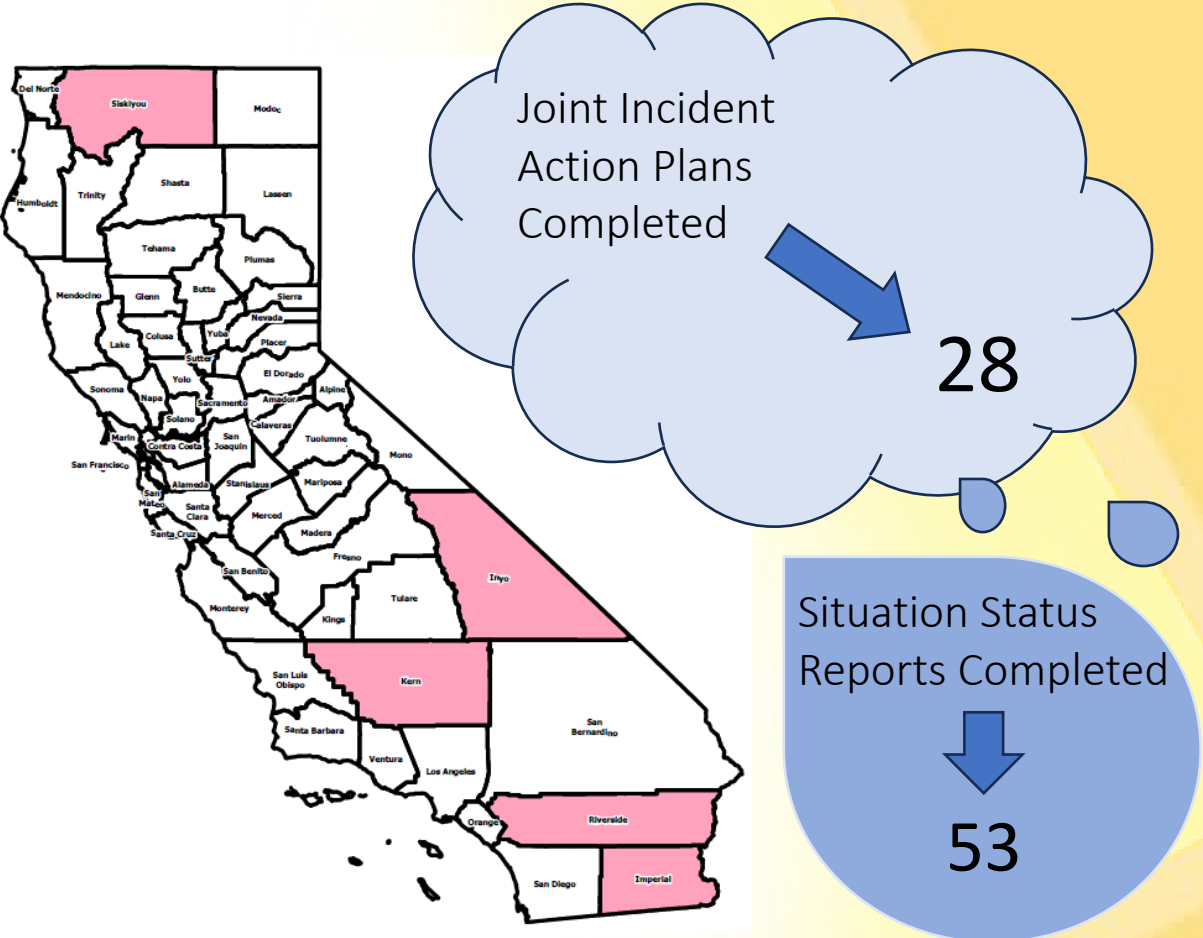 Del Norte
Siskiyou
Modoc
Humboldt
Trinity
Shasta
Lassen
Tehama
Plumas
Mendocino
Glenn
Butte
Sierra
Nevada
Lake
Colusa
Yuba
Placer
Sutter
El Dorado
Sonoma
Napa
Yolo
Sacramento
Amador
Alpine
Solano
Calaveras
Marin
Contra Costa
San
Joaquin
Tuolumne
Mono
San Francisco
Alameda
Stanislaus
Mariposa
San
Mateo
Santa
Clara
Merced
Santa Cruz
Madera
Fresno
San Benito
Inyo
Monterey
Kings
Tulare
San Luis
Obispo
Kern
Santa Barbara
San
Bernardino
Ventura
Los Angeles
Orange
Riverside
San Diego
Imperial
Joint Incident
Action Plans
Completed
28
Situation Status
Reports Completed
53